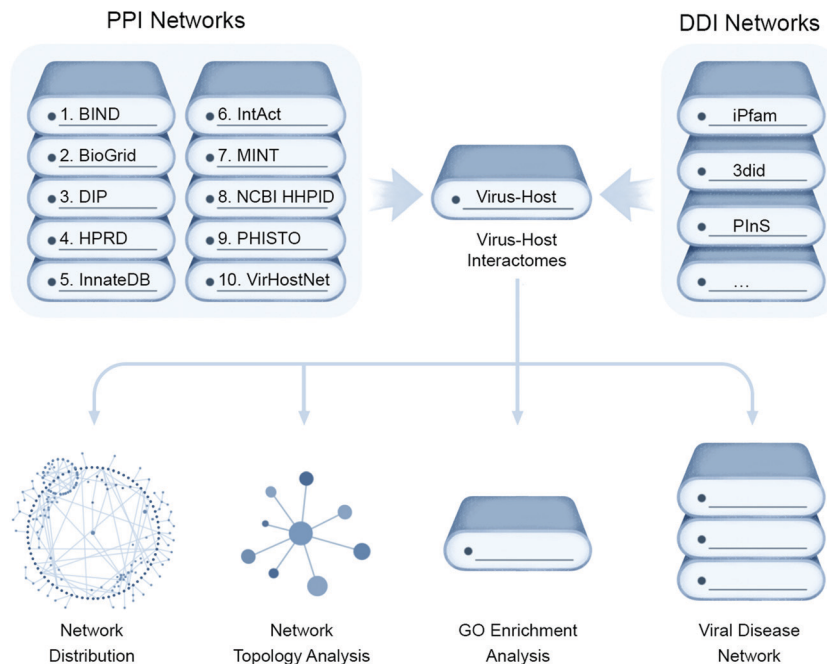 PPI Networks
DDI Networks
1. BIND
2. BioGrid
3. DIP
4. HPRD
5. InnateDB
6. IntAct
7. MINT
8. NCBI HHPID
9. PHISTO
10. VirHostNet
Virus-Host
Virus-Host
Interactomes
iPfam
3did
PInS
...
Network
Distribution
Network
Topology Analysis
GO Enrichment
Analysis
Viral Disease
Network